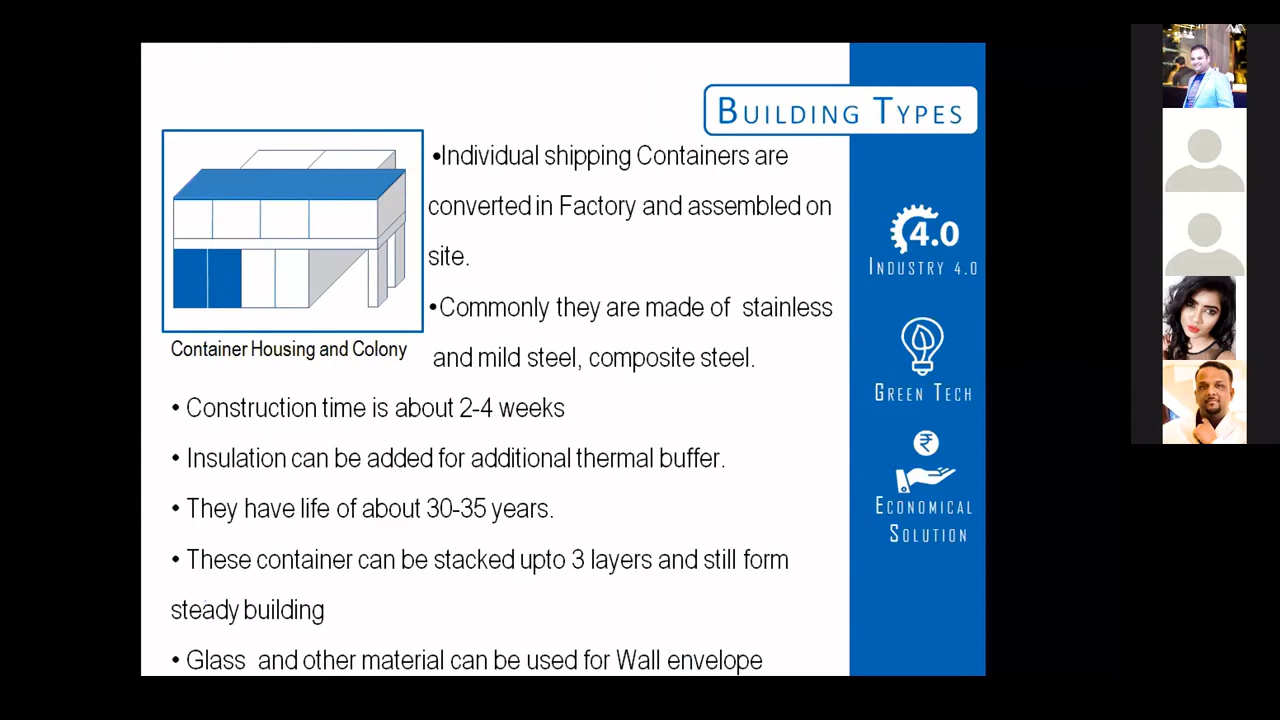 Building Types
•Individual shipping Containers are
converted in Factory and assembled on
site.
•Commonly they are made of stainless
and mild steel, composite steel.
Container Housing and Colony
• Construction time is about 2-4 weeks
• Insulation can be added for additional thermal buffer.
• They have life of about 30-35 years.
• These container can be stacked upto 3 layers and still form
steady building
• Glass and other material can be used for Wall envelope
4.0
Industry 4.0
Green Tech
₹
Economical
Solution